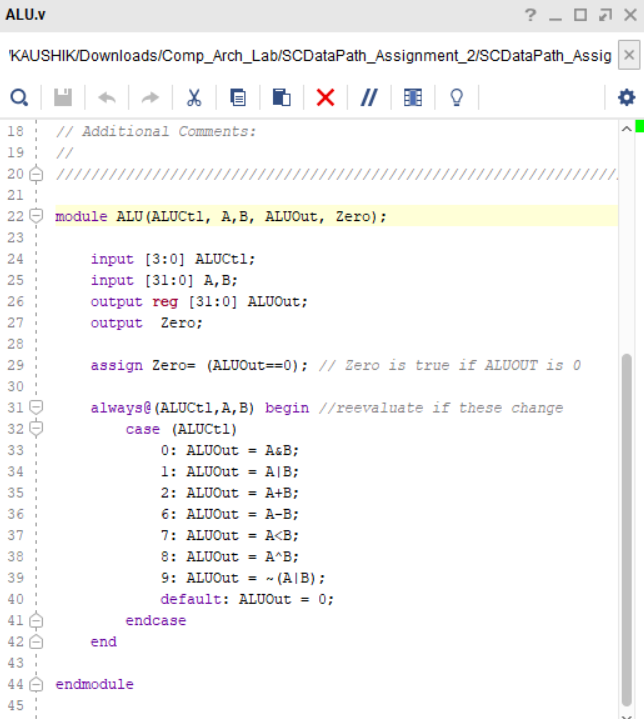 ALU.v
'KAUSHIK/Downloads/Comp_Arch_Lab/SCDataPath_Assignment_2/SCDataPath_Assig
18 // Additional Comments:
19 //
20 //////////////////////////////////////////////////////////////////////
21
22 module ALU(ALUCtl, A,B, ALUOut, Zero);
23
24 input [3:0] ALUCtl;
25 input [31:0] A,B;
26 output reg [31:0] ALUOut;
27 output  Zero;
28
29 assign Zero= (ALUOut==0); // Zero is true if ALUOUT is 0
30
31 always@(ALUCtl,A,B) begin //reevaluate if these change
32 case (ALUCtl)
33 0: ALUOut = A&B;
34 1: ALUOut = A|B;
35 2: ALUOut = A+B;
36 6: ALUOut = A-B;
37 7: ALUOut = A<B;
38 8: ALUOut = A^B;
39 9: ALUOut = ~(A|B);
40 default: ALUOut = 0;
41 endcase
42 end
43
44 endmodule
45